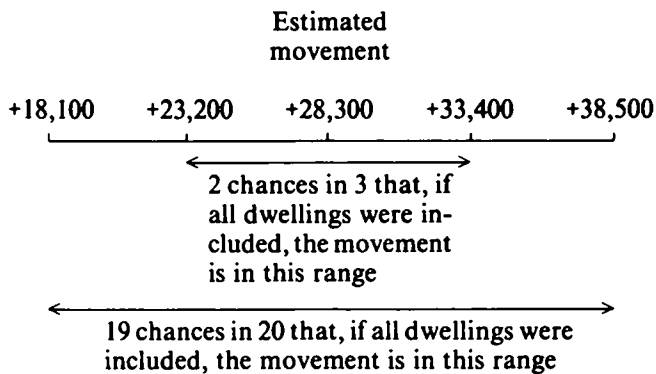 Estimated
movement
+18,100 +23,200 +28,300 +33,400 +38,500
2 chances in 3 that, if
all dwellings were in-
cluded, the movement
is in this range
19 chances in 20 that, if all dwellings were
included, the movement is in this range